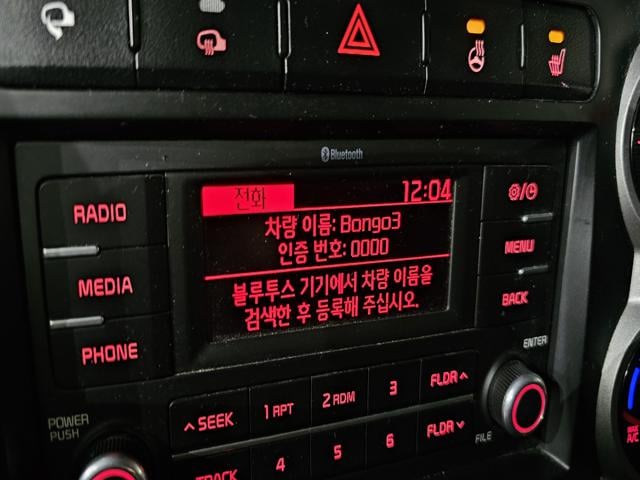 Bluetooth
RADIO
MEDIA
PHONE
전화 12:04
차량 이름: Bongo3
인증 번호: 0000
블루투스 기기에서 차량 이름을
검색한 후 등록해 주십시오.
MENU
BACK
ENTER
FILE
POWER
PUSH
SEEK
1 RPT
2 RDM
3
FLDR
TRACK
4
5
6
FLDR
MAX
A/C